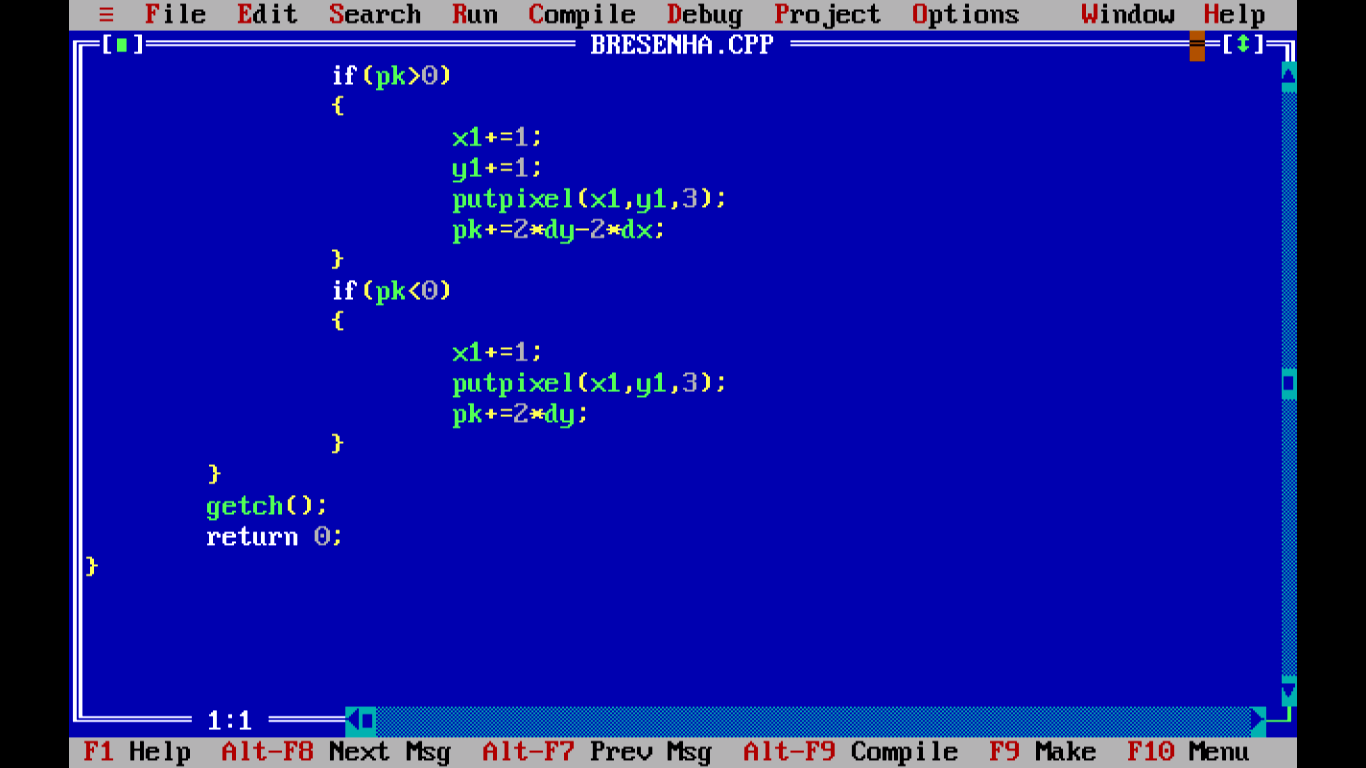 ≡ File Edit Search Run Compile Debug Project Options Window Help
[■] BRESENHA.CPP [↕]
if(pk>0)
{
x1+=1;
y1+=1;
putpixel(x1,y1,3);
pk+=2*dy-2*dx;
}
if(pk<0)
{
x1+=1;
putpixel(x1,y1,3);
pk+=2*dy;
}
}
getch();
return 0;
}
1:1
F1 Help Alt-F8 Next Msg Alt-F7 Prev Msg Alt-F9 Compile F9 Make F10 Menu